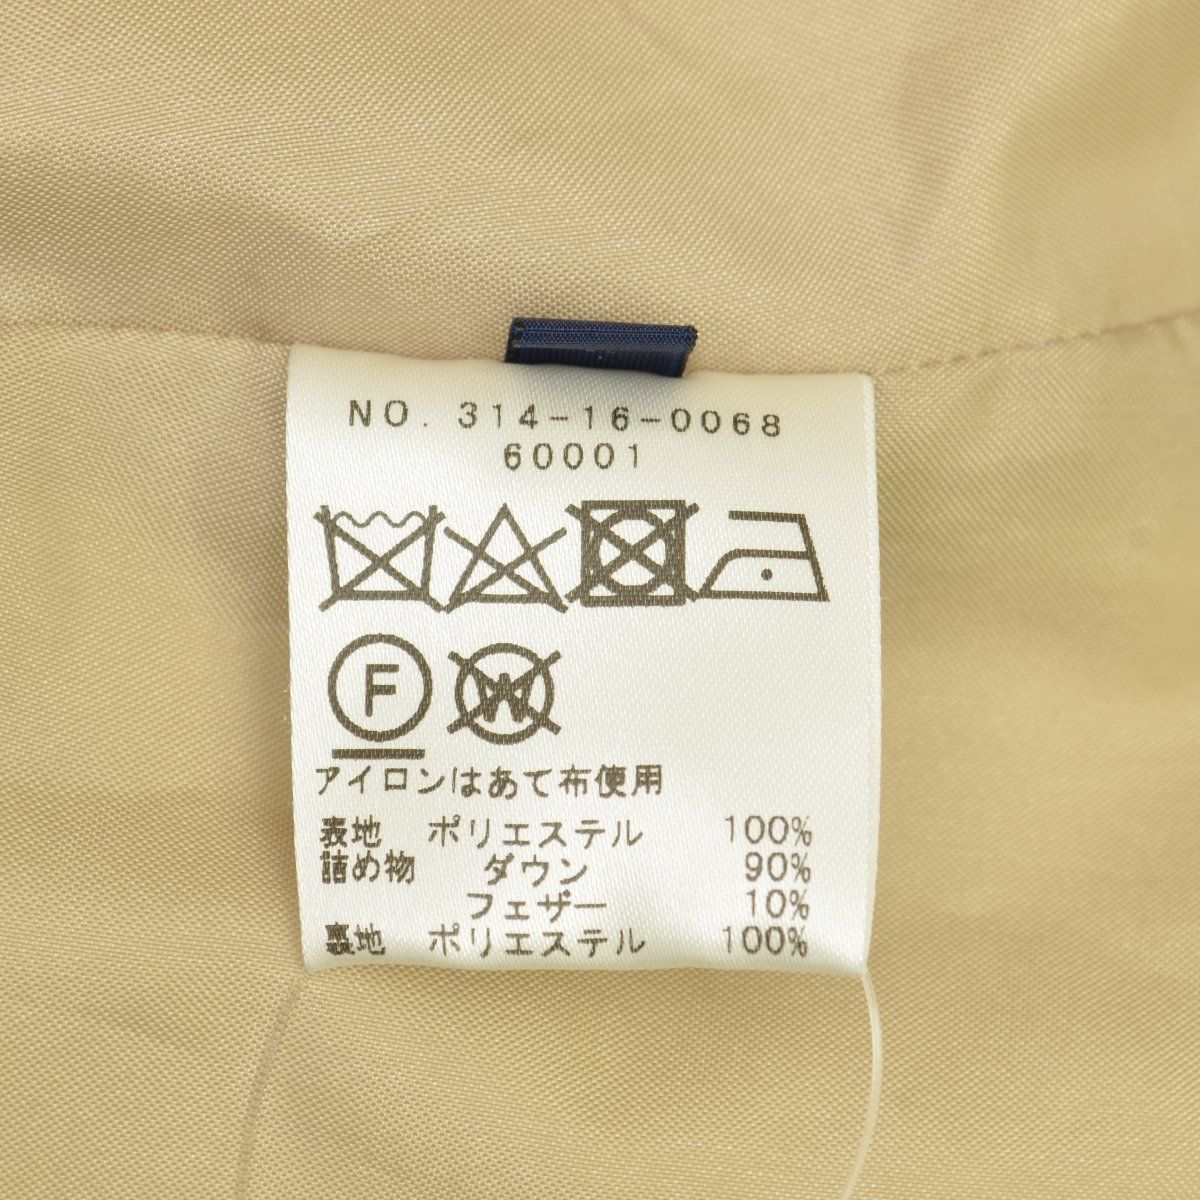 NO. 314-16-0068
60001
F W
アイロンはあて布使用
表地 ポリエステル 100%
詰め物 ダウン 90%
フェザー 10%
裏地 ポリエステル 100%